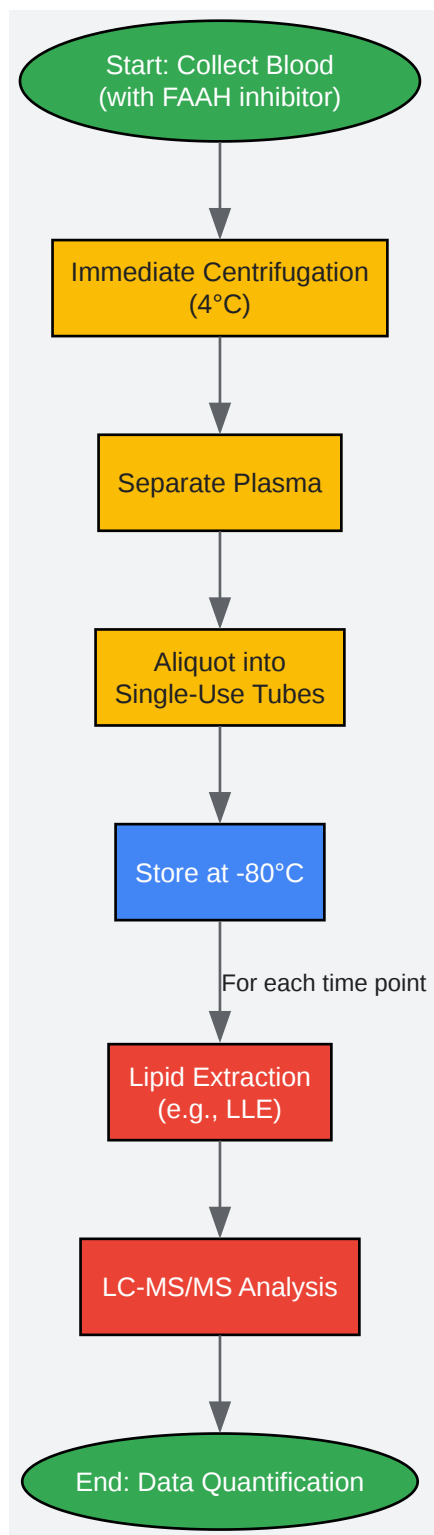 Start: Collect Blood
(with FAAH inhibitor)
Immediate Centrifugation
(4°C)
Separate Plasma
Aliquot into
Single-Use Tubes
Store at -80°C
For each time point
Lipid Extraction
(e.g., LLE)
LC-MS/MS Analysis
End: Data Quantification